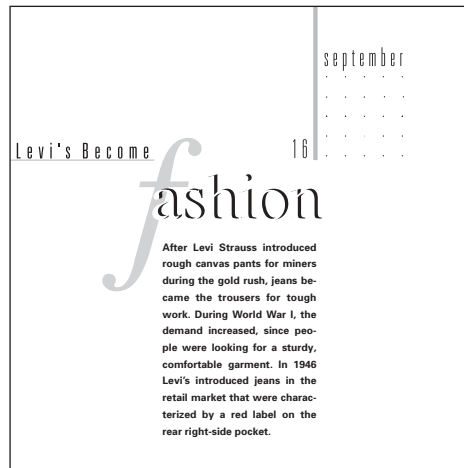 september
Levi's Become
16
fashion
After Levi Strauss introduced
rough canvas pants for miners
during the gold rush, jeans be-
came the trousers for tough
work. During World War I, the
demand increased, since peo-
ple were looking for a sturdy,
comfortable garment. In 1946
Levi's introduced jeans in the
retail market that were charac-
terized by a red label on the
rear right-side pocket.